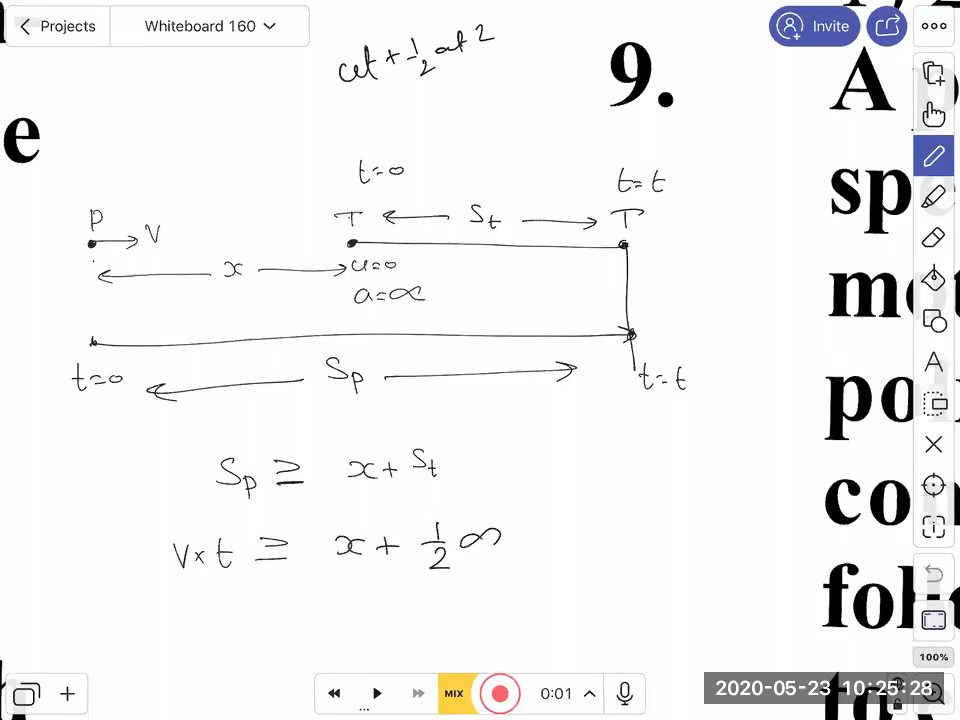 Projects
Whiteboard 160
Invite
ut + 1/2 at 2
9.
A
e
t=0
t=t
sp
P
V
T
St
T
x
u=0
a=∝
mo
t=0
Sp
t=t
po
Sp ≥ x + St
co
v×t ≥ x + 1/2 ∝
fol
100%
to
+
MIX
0:01
2020-05-23 10:25:28